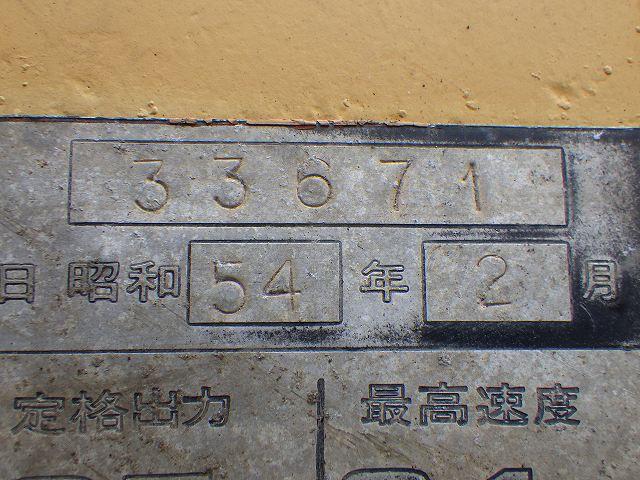 33671
日 昭和 54 年 2 月
定格出力 最高速度